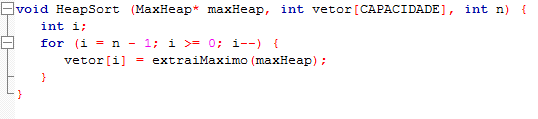 void HeapSort (MaxHeap* maxHeap, int vetor[CAPACIDADE], int n) {
int i;
for (i = n - 1; i >= 0; i--) {
vetor[i] = extraiMaximo(maxHeap);
}
}